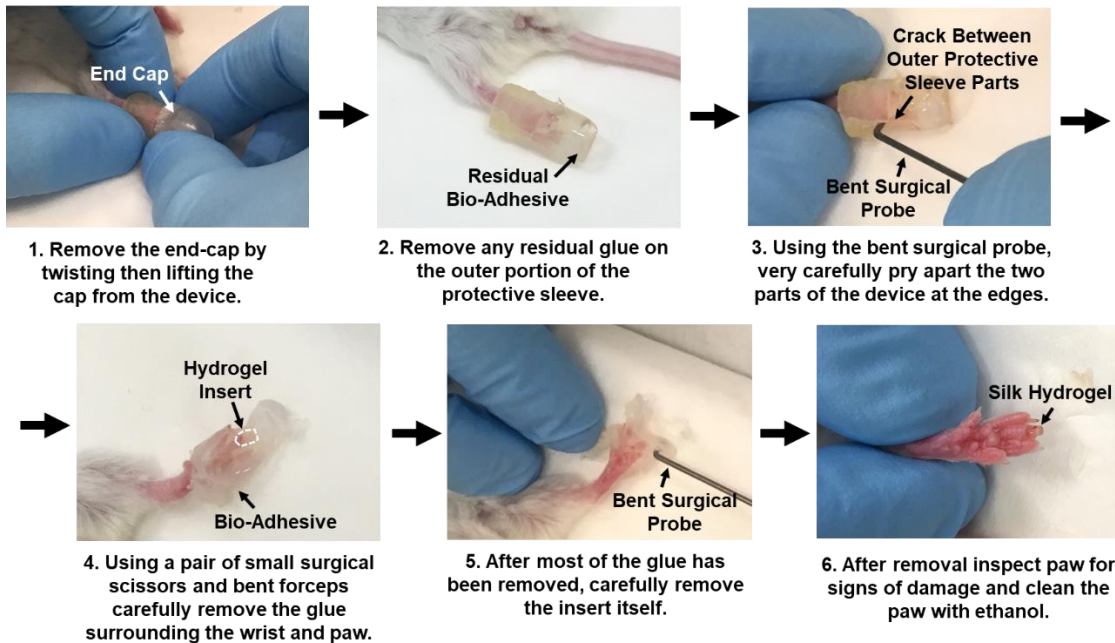 End Cap
1. Remove the end-cap by
twisting then lifting the
cap from the device.
Residual
Bio-Adhesive
2. Remove any residual glue on
the outer portion of the
protective sleeve.
Crack Between
Outer Protective
Sleeve Parts
Bent Surgical
Probe
3. Using the bent surgical probe,
very carefully pry apart the two
parts of the device at the edges.
Hydrogel
Insert
Bio-Adhesive
4. Using a pair of small surgical
scissors and bent forceps
carefully remove the glue
surrounding the wrist and paw.
Bent Surgical
Probe
5. After most of the glue has
been removed, carefully remove
the insert itself.
Silk Hydrogel
6. After removal inspect paw for
signs of damage and clean the
paw with ethanol.